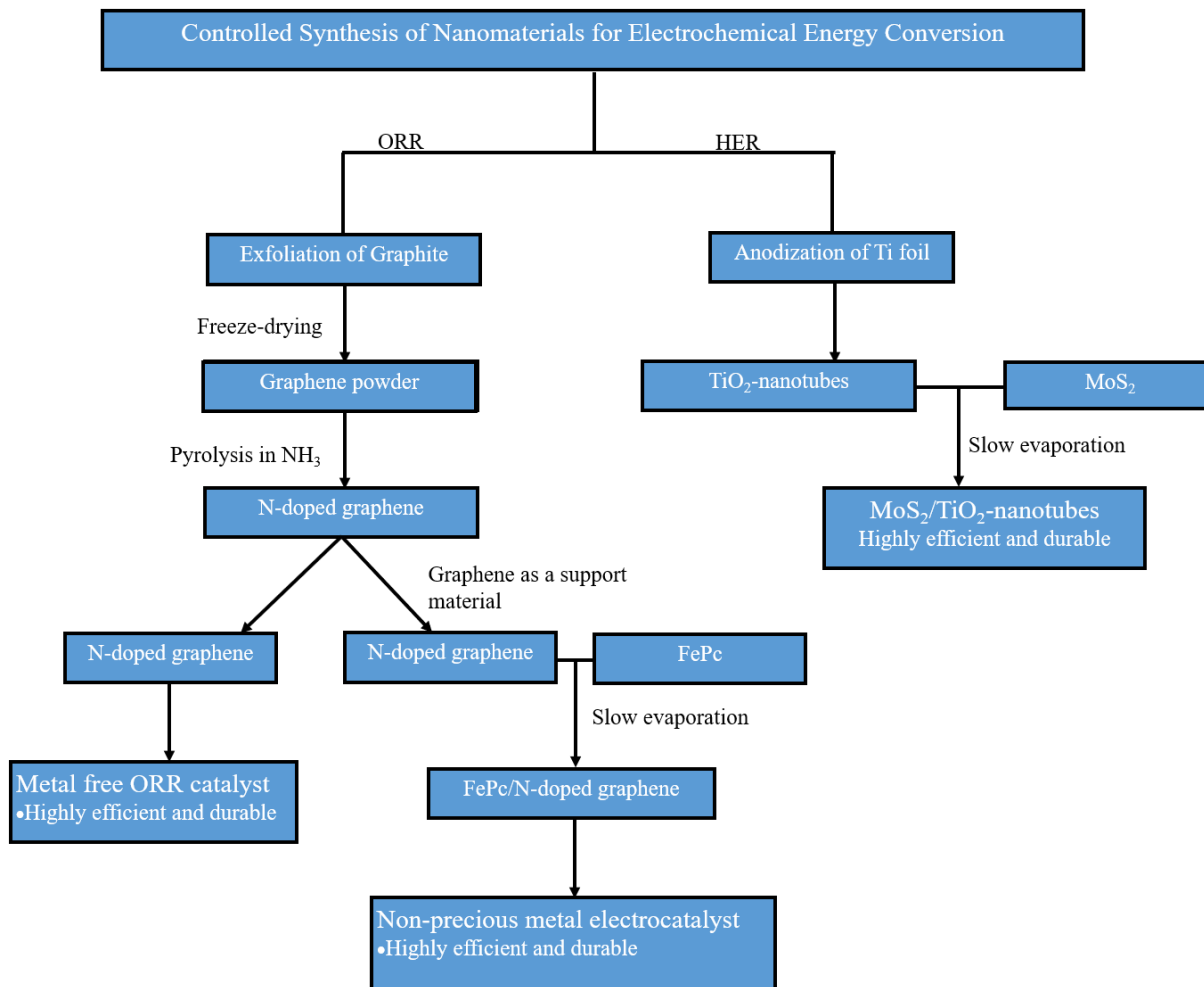 Controlled Synthesis of Nanomaterials for Electrochemical Energy Conversion
ORR
HER
Exfoliation of Graphite
Anodization of Ti foil
Freeze-drying
Graphene powder
TiO₂-nanotubes
MoS₂
Pyrolysis in NH₃
Slow evaporation
N-doped graphene
MoS₂/TiO₂-nanotubes
Highly efficient and durable
Graphene as a support
material
N-doped graphene
N-doped graphene
FePc
Slow evaporation
Metal free ORR catalyst
•Highly efficient and durable
FePc/N-doped graphene
Non-precious metal electrocatalyst
•Highly efficient and durable